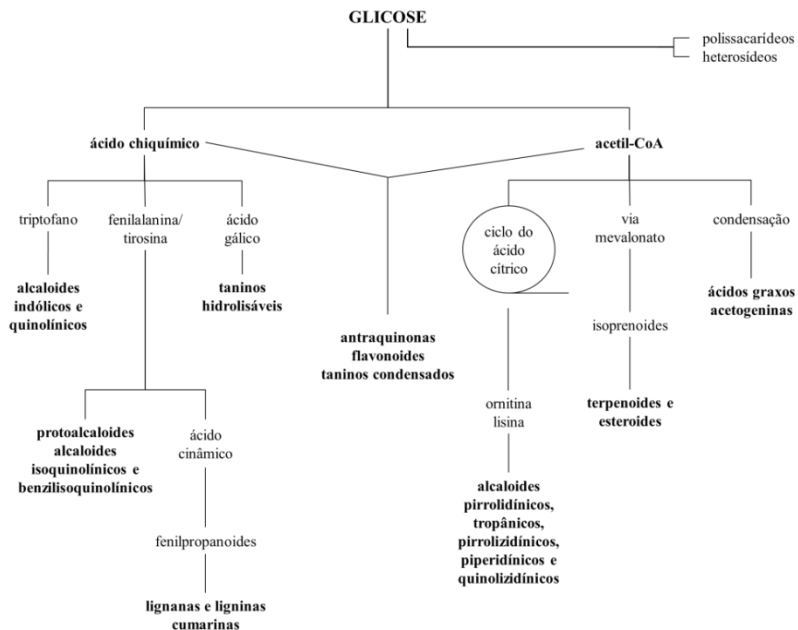 GLICOSE
polissacarídeos
heterosídeos
ácido chiquímico
acetil-CoA
triptofano
fenilalanina/
tirosina
ácido
gálico
ciclo do
ácido
cítrico
via
mevalonato
condensação
alcaloides
indólicos e
quinolínicos
taninos
hidrolisáveis
antraquinonas
flavonoides
taninos condensados
isoprenoides
ácidos graxos
acetogeninas
protoalcaloides
alcaloides
isoquinolínicos e
benzilisoquinolínicos
ácido
cinâmico
ornitina
lisina
terpenoides e
esteroides
fenilpropanoides
alcaloides
pirrolidínicos,
tropânicos,
pirrolizidínicos,
piperidínicos e
quinolizidínicos
lignanas e ligninas
cumarinas